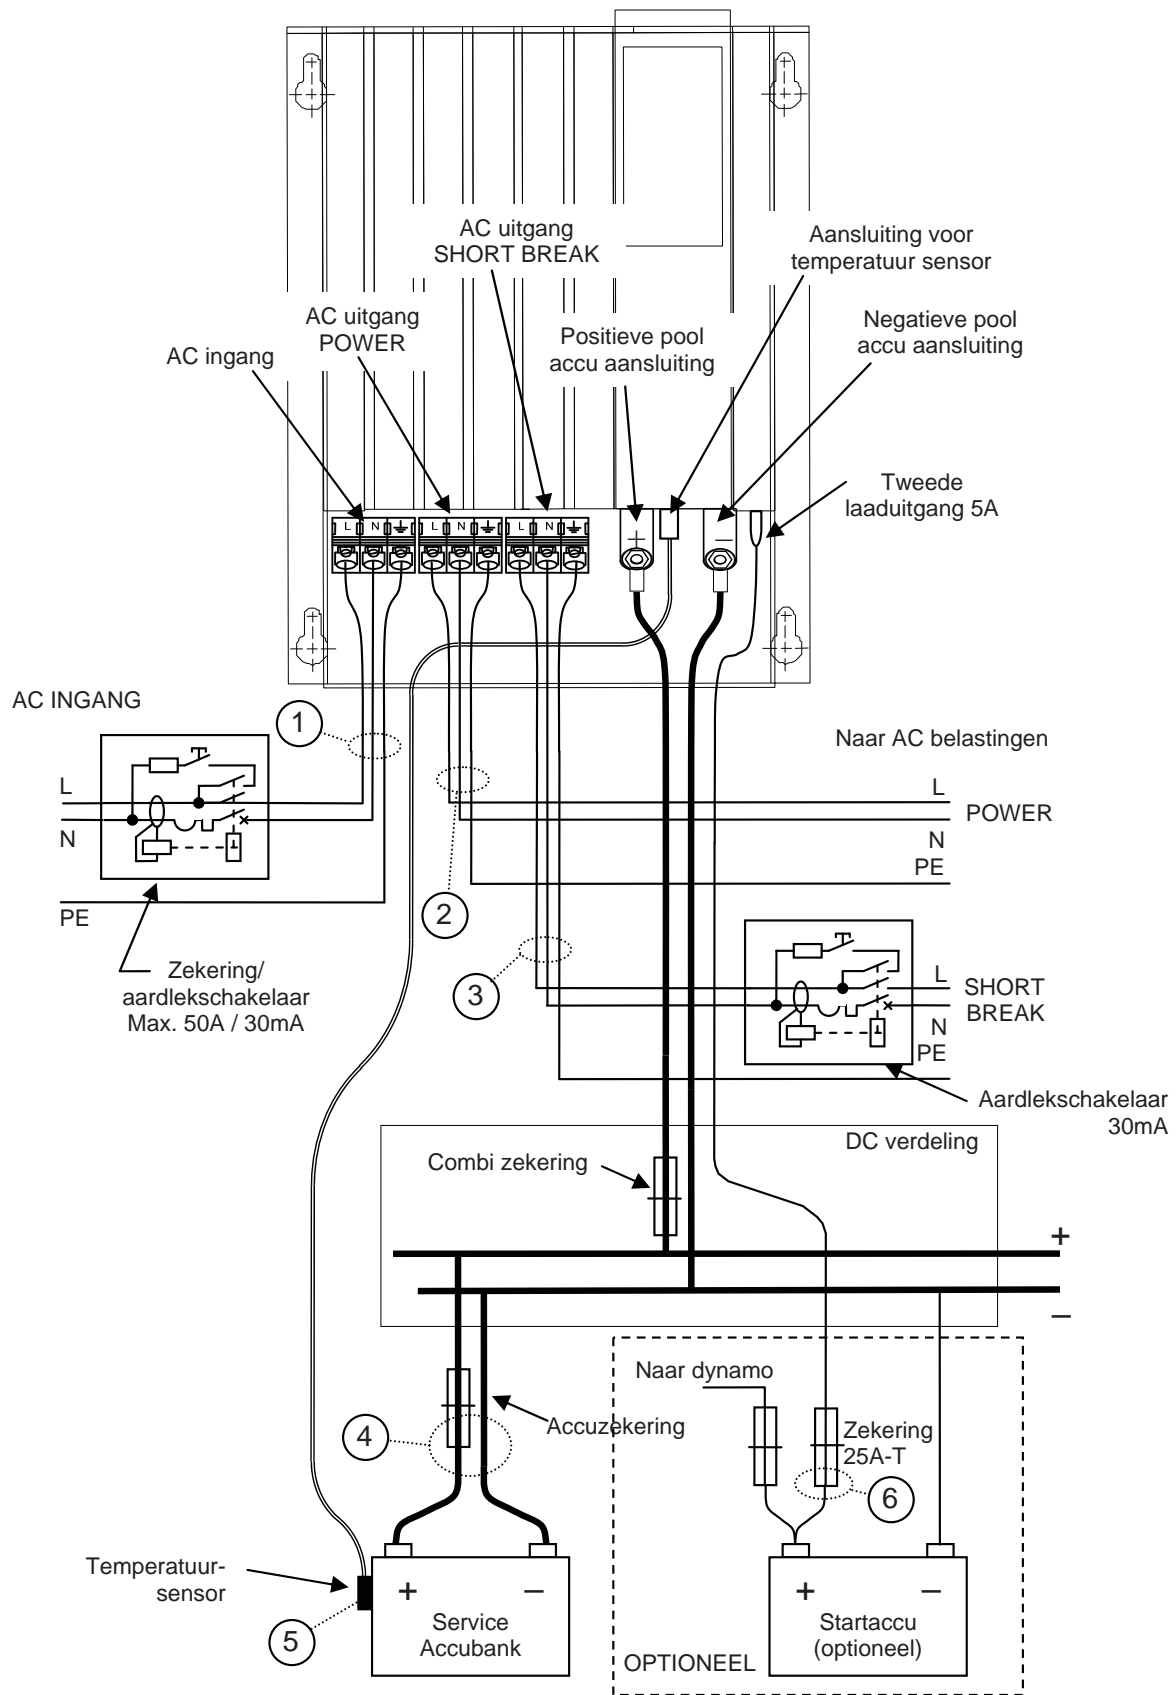 AC uitgang
SHORT BREAK
Aansluiting voor
temperatuur sensor
AC uitgang
POWER
Positieve pool
accu aansluiting
Negatieve pool
accu aansluiting
AC ingang
Tweede
laaduitgang 5A
L N
L N
L N
+
–
AC INGANG
1
Naar AC belastingen
L
N
PE
L
POWER
N
PE
2
3
Zekering/
aardlekschakelaar
Max. 50A / 30mA
L
SHORT
BREAK
N
PE
Aardlekschakelaar
30mA
DC verdeling
Combi zekering
+
–
Naar dynamo
Accuzekering
4
Zekering
25A-T
6
Temperatuur-
sensor
5
+ –
Service
Accubank
+ –
Startaccu
(optioneel)
OPTIONEEL